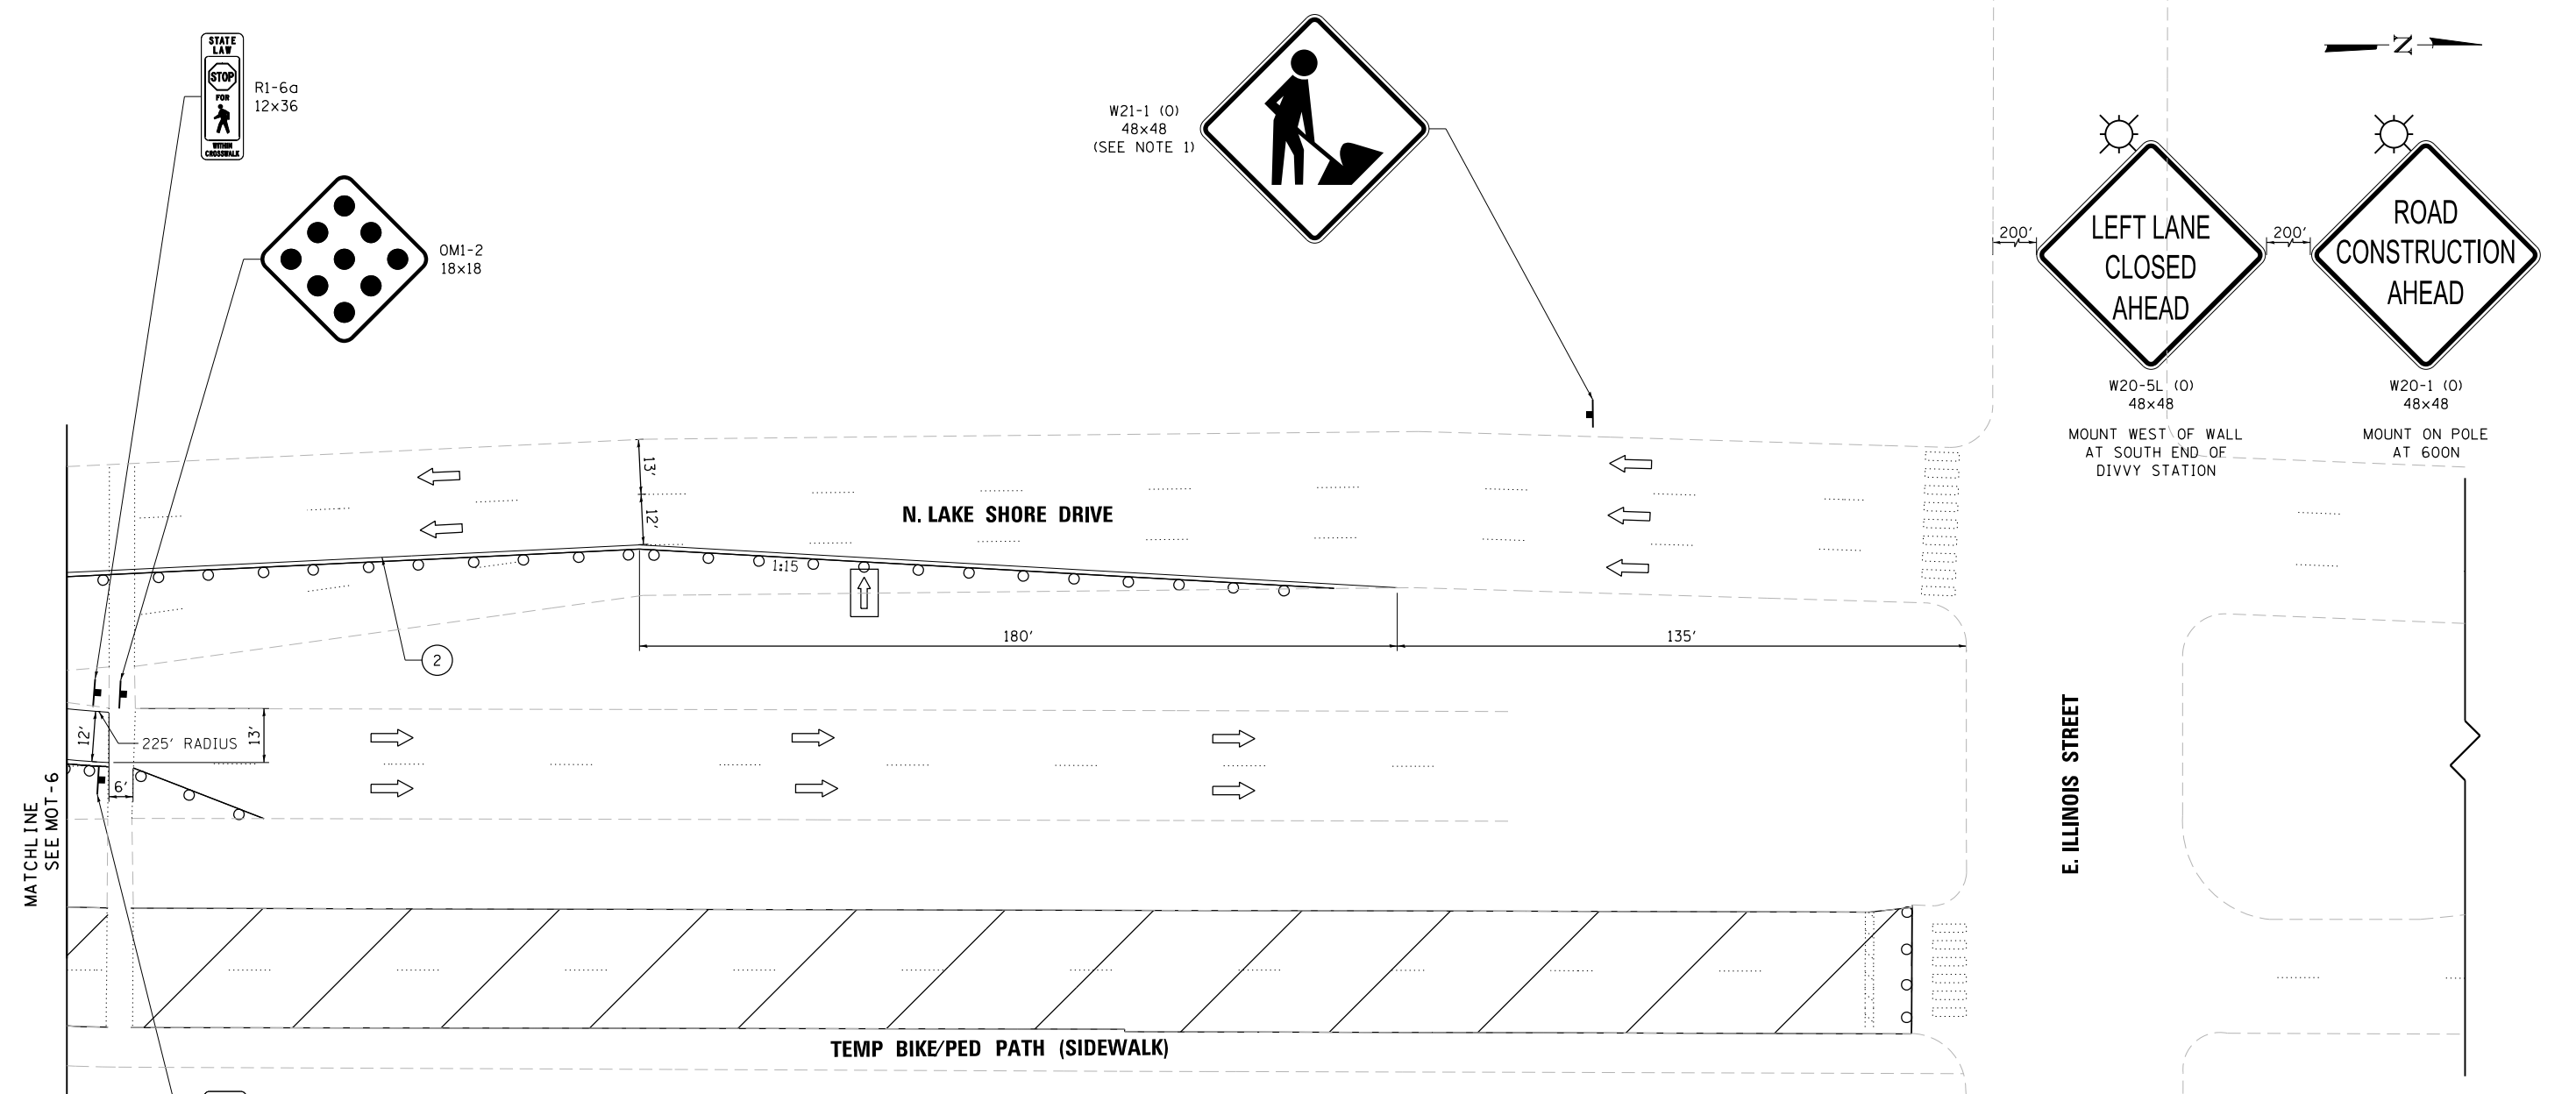 STATE
LAW
STOP
FOR
WITHIN
CROSSWALK
R1-6a
12x36
OM1-2
18x18
W21-1 (O)
48x48
(SEE NOTE 1)
N
200'
LEFT LANE
CLOSED
AHEAD
W20-5L (O)
48x48
MOUNT WEST OF WALL
AT SOUTH END OF
DIVVY STATION
200'
ROAD
CONSTRUCTION
AHEAD
W20-1 (O)
48x48
MOUNT ON POLE
AT 600N
13'
12'
N. LAKE SHORE DRIVE
1:15
180'
135'
2
12'
225' RADIUS
13'
6'
MATCHLINE
SEE MOT-6
E. ILLINOIS STREET
TEMP BIKE/PED PATH (SIDEWALK)